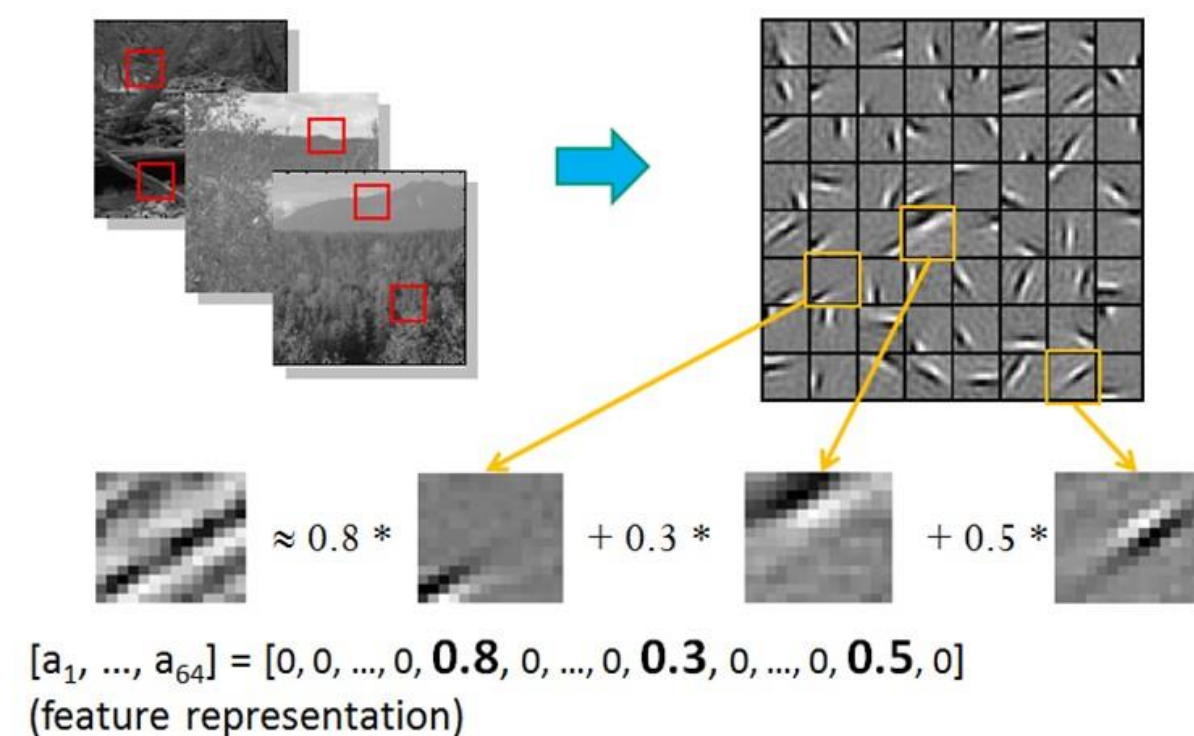 ≈ 0.8 * + 0.3 * + 0.5 *
[a₁, ..., a₆₄] = [0, 0, ..., 0, 0.8, 0, ..., 0, 0.3, 0, ..., 0, 0.5, 0]
(feature representation)